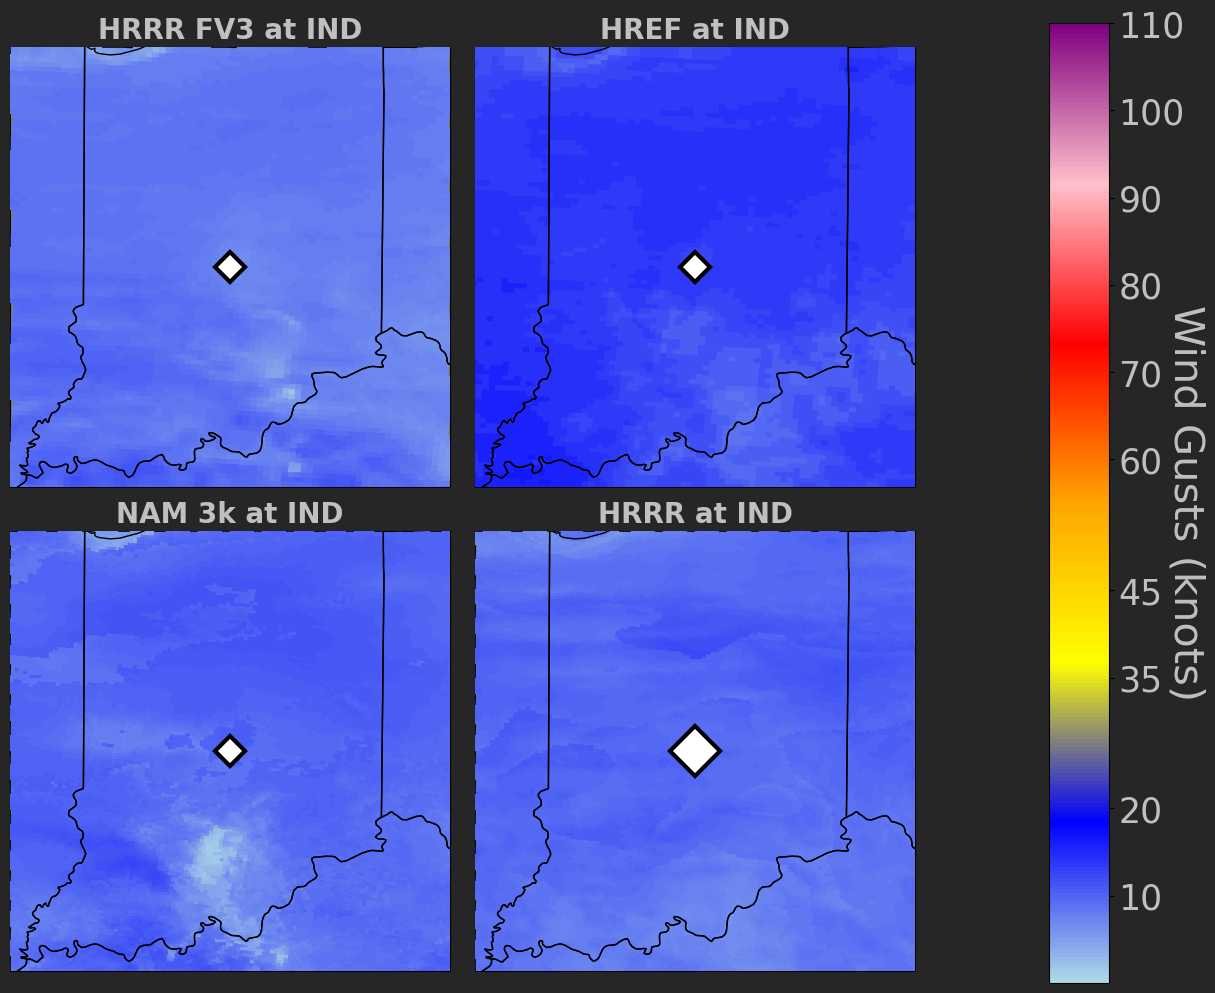 HRRR FV3 at IND
HREF at IND
NAM 3k at IND
HRRR at IND
110
100
90
80
70
60
45
35
20
10
Wind Gusts (knots)